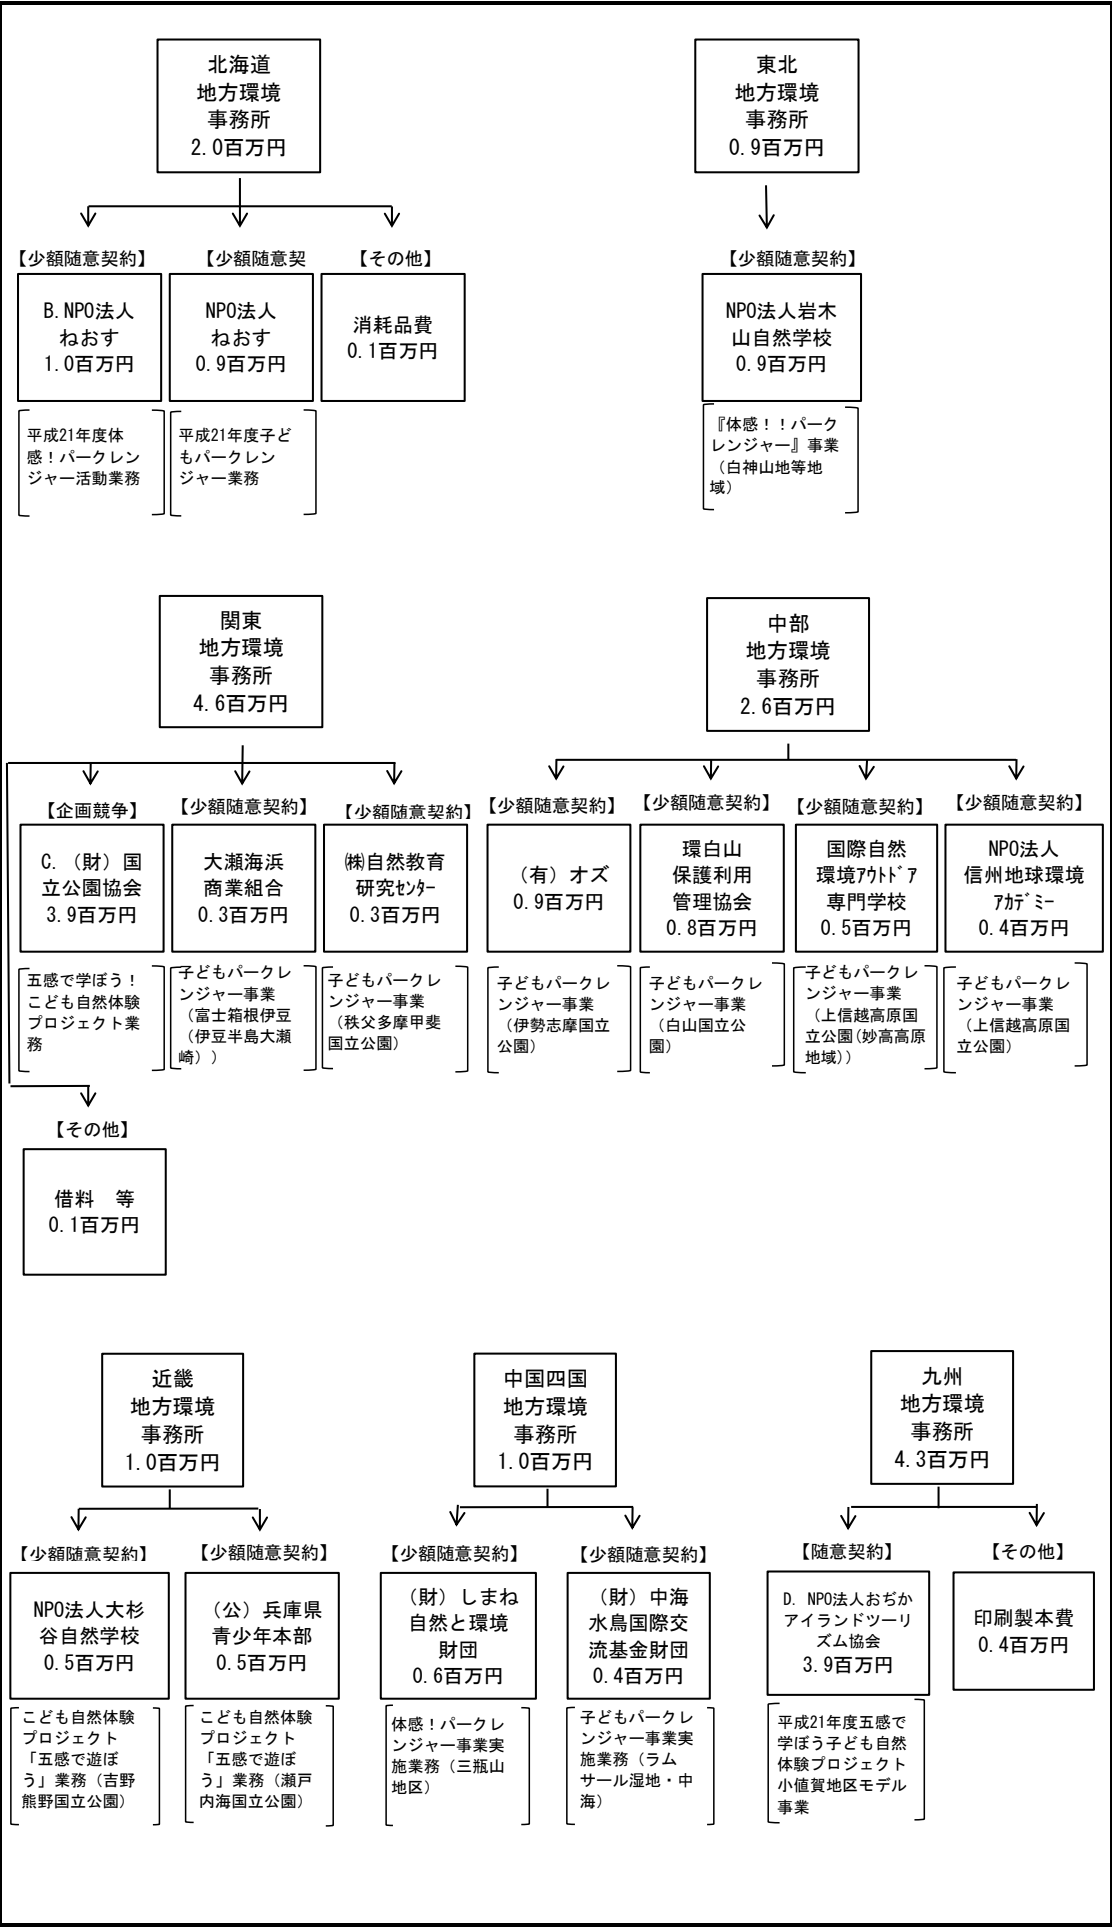 北海道
地方環境
事務所
2.0百万円
東北
地方環境
事務所
0.9百万円
【少額随意契約】
B.NPO法人
ねおす
1.0百万円
平成21年度体
感！パークレン
ジャー活動業務
【少額随意契
NPO法人
ねおす
0.9百万円
平成21年度子ど
もパークレン
ジャー業務
【その他】
消耗品費
0.1百万円
【少額随意契約】
NPO法人岩木
山自然学校
0.9百万円
『体感！！パーク
レンジャー』事業
（白神山地等地
域）
関東
地方環境
事務所
4.6百万円
中部
地方環境
事務所
2.6百万円
【企画競争】
C.（財）国
立公園協会
3.9百万円
五感で学ぼう！
こども自然体験
プロジェクト業
務
【少額随意契約】
大瀬海浜
商業組合
0.3百万円
子どもパークレ
ンジャー事業
（富士箱根伊豆
（伊豆半島大瀬
崎））
【少額随意契約】
㈱自然教育
研究ｾﾝﾀｰ
0.3百万円
子どもパークレ
ンジャー事業
（秩父多摩甲斐
国立公園）
【少額随意契約】
（有）オズ
0.9百万円
子どもパークレ
ンジャー事業
（伊勢志摩国立
公園）
【少額随意契約】
環白山
保護利用
管理協会
0.8百万円
子どもパークレ
ンジャー事業
（白山国立公
園）
【少額随意契約】
国際自然
環境ｱｳﾄﾄﾞｱ
専門学校
0.5百万円
子どもパークレ
ンジャー事業
（上信越高原国
立公園(妙高高原
地域)）
【少額随意契約】
NPO法人
信州地球環境
ｱｶﾃﾞﾐｰ
0.4百万円
子どもパークレ
ンジャー事業
（上信越高原国
立公園）
【その他】
借料　等
0.1百万円
近畿
地方環境
事務所
1.0百万円
中国四国
地方環境
事務所
1.0百万円
九州
地方環境
事務所
4.3百万円
【少額随意契約】
NPO法人大杉
谷自然学校
0.5百万円
こども自然体験
プロジェクト
「五感で遊ぼ
う」業務（吉野
熊野国立公園）
【少額随意契約】
（公）兵庫県
青少年本部
0.5百万円
こども自然体験
プロジェクト
「五感で遊ぼ
う」業務（瀬戸
内海国立公園）
【少額随意契約】
（財）しまね
自然と環境
財団
0.6百万円
体感！パークレ
ンジャー事業実
施業務（三瓶山
地区）
【少額随意契約】
（財）中海
水鳥国際交
流基金財団
0.4百万円
子どもパークレ
ンジャー事業実
施業務（ラム
サール湿地・中
海）
【随意契約】
D. NPO法人おぢか
アイランドツーリ
ズム協会
3.9百万円
平成21年度五感で
学ぼう子ども自然
体験プロジェクト
小値賀地区モデル
事業
【その他】
印刷製本費
0.4百万円